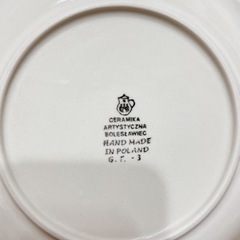 CERAMIKA
ARTYSTYCZNA
BOLESŁAWIEC
HAND MADE
IN POLAND
G.Γ. - 3